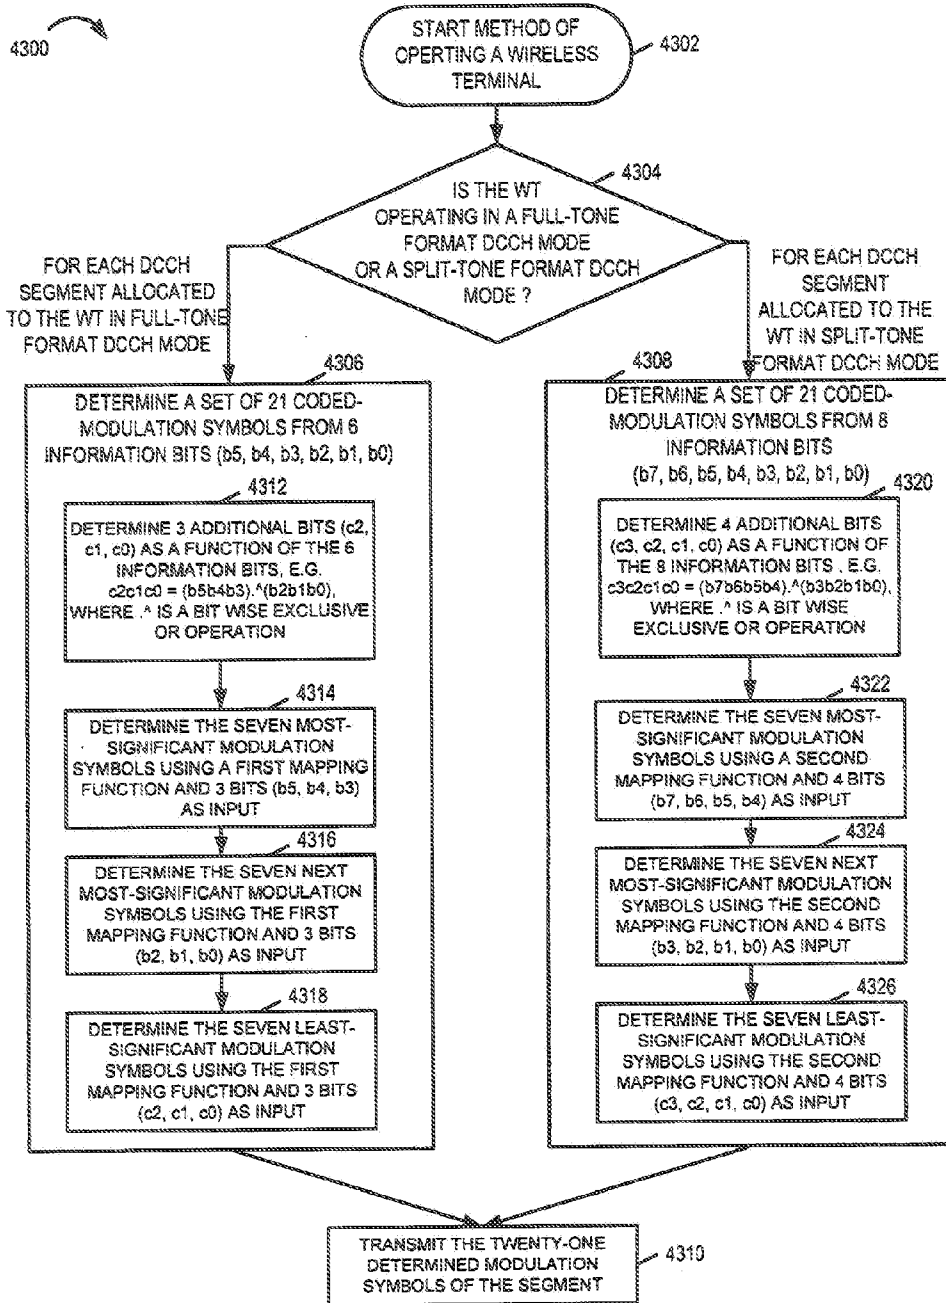 4300
START METHOD OF
OPERTING A WIRELESS
TERMINAL
4302
4304
IS THE WT
OPERATING IN A FULL-TONE
FORMAT DCCH MODE
OR A SPLIT-TONE FORMAT DCCH
MODE ?
FOR EACH DCCH
SEGMENT ALLOCATED
TO THE WT IN FULL-TONE
FORMAT DCCH MODE
FOR EACH DCCH
SEGMENT
ALLOCATED TO THE
WT IN SPLIT-TONE
FORMAT DCCH MODE
4306
DETERMINE A SET OF 21 CODED-
MODULATION SYMBOLS FROM 6
INFORMATION BITS (b5, b4, b3, b2, b1, b0)
4312
DETERMINE 3 ADDITIONAL BITS (c2,
c1, c0) AS A FUNCTION OF THE 6
INFORMATION BITS, E.G.
c2c1c0 = (b5b4b3).^(b2b1b0),
WHERE .^ IS A BIT WISE EXCLUSIVE
OR OPERATION
4314
DETERMINE THE SEVEN MOST-
SIGNIFICANT MODULATION
SYMBOLS USING A FIRST MAPPING
FUNCTION AND 3 BITS (b5, b4, b3)
AS INPUT
4316
DETERMINE THE SEVEN NEXT
MOST-SIGNIFICANT MODULATION
SYMBOLS USING THE FIRST
MAPPING FUNCTION AND 3 BITS
(b2, b1, b0) AS INPUT
4318
DETERMINE THE SEVEN LEAST-
SIGNIFICANT MODULATION
SYMBOLS USING THE FIRST
MAPPING FUNCTION AND 3 BITS
(c2, c1, c0) AS INPUT
4308
DETERMINE A SET OF 21 CODED-
MODULATION SYMBOLS FROM 8
INFORMATION BITS
(b7, b6, b5, b4, b3, b2, b1, b0)
4320
DETERMINE 4 ADDITIONAL BITS
(c3, c2, c1, c0) AS A FUNCTION OF
THE 8 INFORMATION BITS , E.G.
c3c2c1c0 = (b7b6b5b4).^(b3b2b1b0),
WHERE .^ IS A BIT WISE
EXCLUSIVE OR OPERATION
4322
DETERMINE THE SEVEN MOST-
SIGNIFICANT MODULATION
SYMBOLS USING A SECOND
MAPPING FUNCTION AND 4 BITS
(b7, b6, b5, b4) AS INPUT
4324
DETERMINE THE SEVEN NEXT
MOST-SIGNIFICANT MODULATION
SYMBOLS USING THE SECOND
MAPPING FUNCTION AND 4 BITS
(b3, b2, b1, b0) AS INPUT
4326
DETERMINE THE SEVEN LEAST-
SIGNIFICANT MODULATION
SYMBOLS USING THE SECOND
MAPPING FUNCTION AND 4 BITS
(c3, c2, c1, c0) AS INPUT
TRANSMIT THE TWENTY-ONE
DETERMINED MODULATION
SYMBOLS OF THE SEGMENT
4310